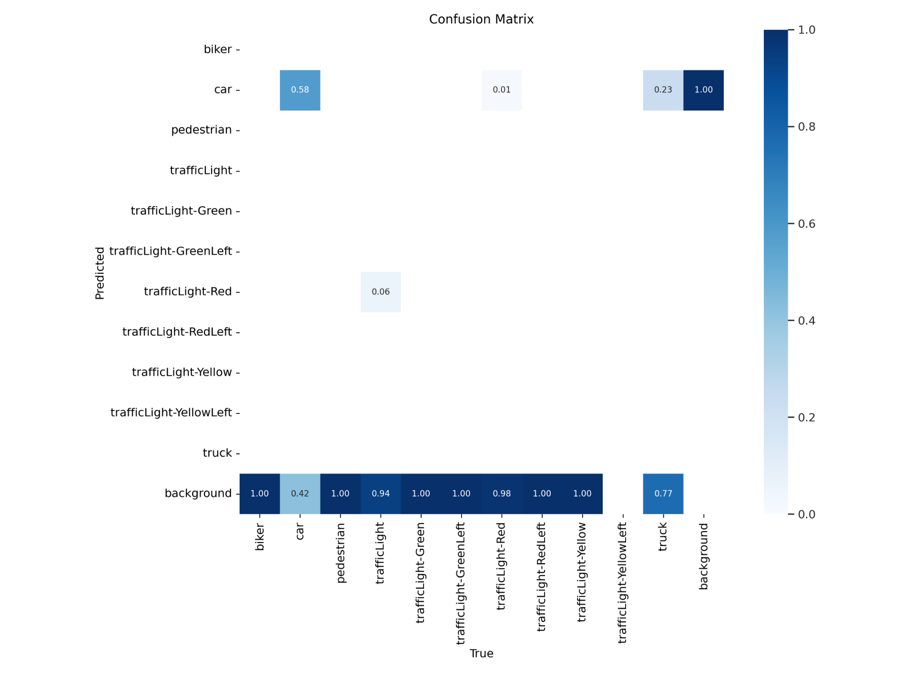 Confusion Matrix
biker
car
0.58
0.01
0.23
1.00
pedestrian
trafficLight
trafficLight-Green
trafficLight-GreenLeft
Predicted
trafficLight-Red
0.06
trafficLight-RedLeft
trafficLight-Yellow
trafficLight-YellowLeft
truck
background
1.00
0.42
1.00
0.94
1.00
1.00
0.98
1.00
1.00
0.77
biker
car
pedestrian
trafficLight
trafficLight-Green
trafficLight-GreenLeft
trafficLight-Red
trafficLight-RedLeft
trafficLight-Yellow
trafficLight-YellowLeft
truck
background
True
1.0
0.8
0.6
0.4
0.2
0.0